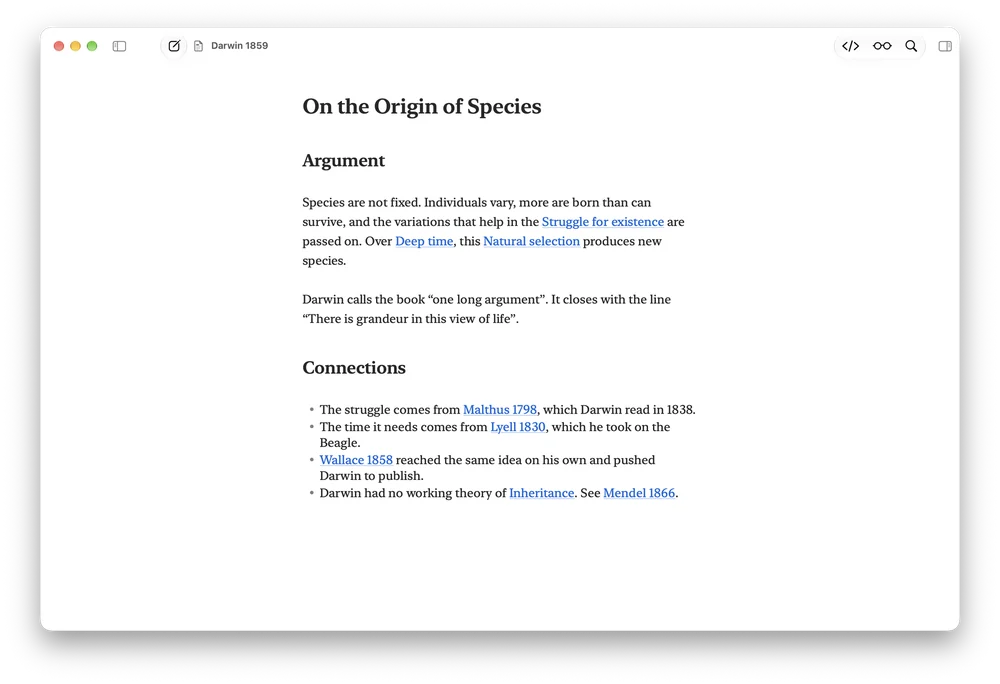 Darwin 1859
On the Origin of Species
Argument
Species are not fixed. Individuals vary, more are born than can
survive, and the variations that help in the Struggle for existence are
passed on. Over Deep time, this Natural selection produces new
species.
Darwin calls the book “one long argument”. It closes with the line
“There is grandeur in this view of life”.
Connections
• The struggle comes from Malthus 1798, which Darwin read in 1838.
• The time it needs comes from Lyell 1830, which he took on the
Beagle.
• Wallace 1858 reached the same idea on his own and pushed
Darwin to publish.
• Darwin had no working theory of Inheritance. See Mendel 1866.